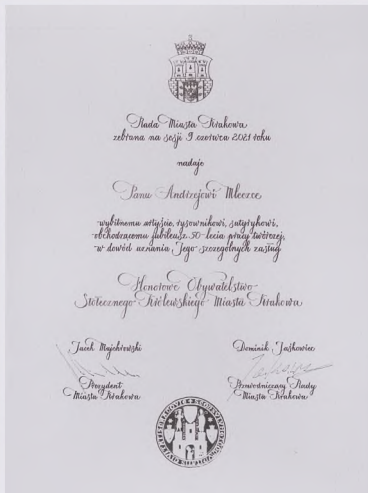 Rada Miasta Krakowa
zebrana na sesji 9 czerwca 2021 roku
nadaje
Panu Andrzejowi Mleczce
wybitnemu artyście, rysownikowi, satyrykowi,
obchodzącemu jubileusz 50-lecia pracy twórczej,
w dowód uznania Jego szczególnych zasług
Honorowe Obywatelstwo
Stołecznego Królewskiego Miasta Krakowa
Jacek Majchrowski
Prezydent
Miasta Krakowa
Dominik Jaśkowiec
Przewodniczący Rady
Miasta Krakowa